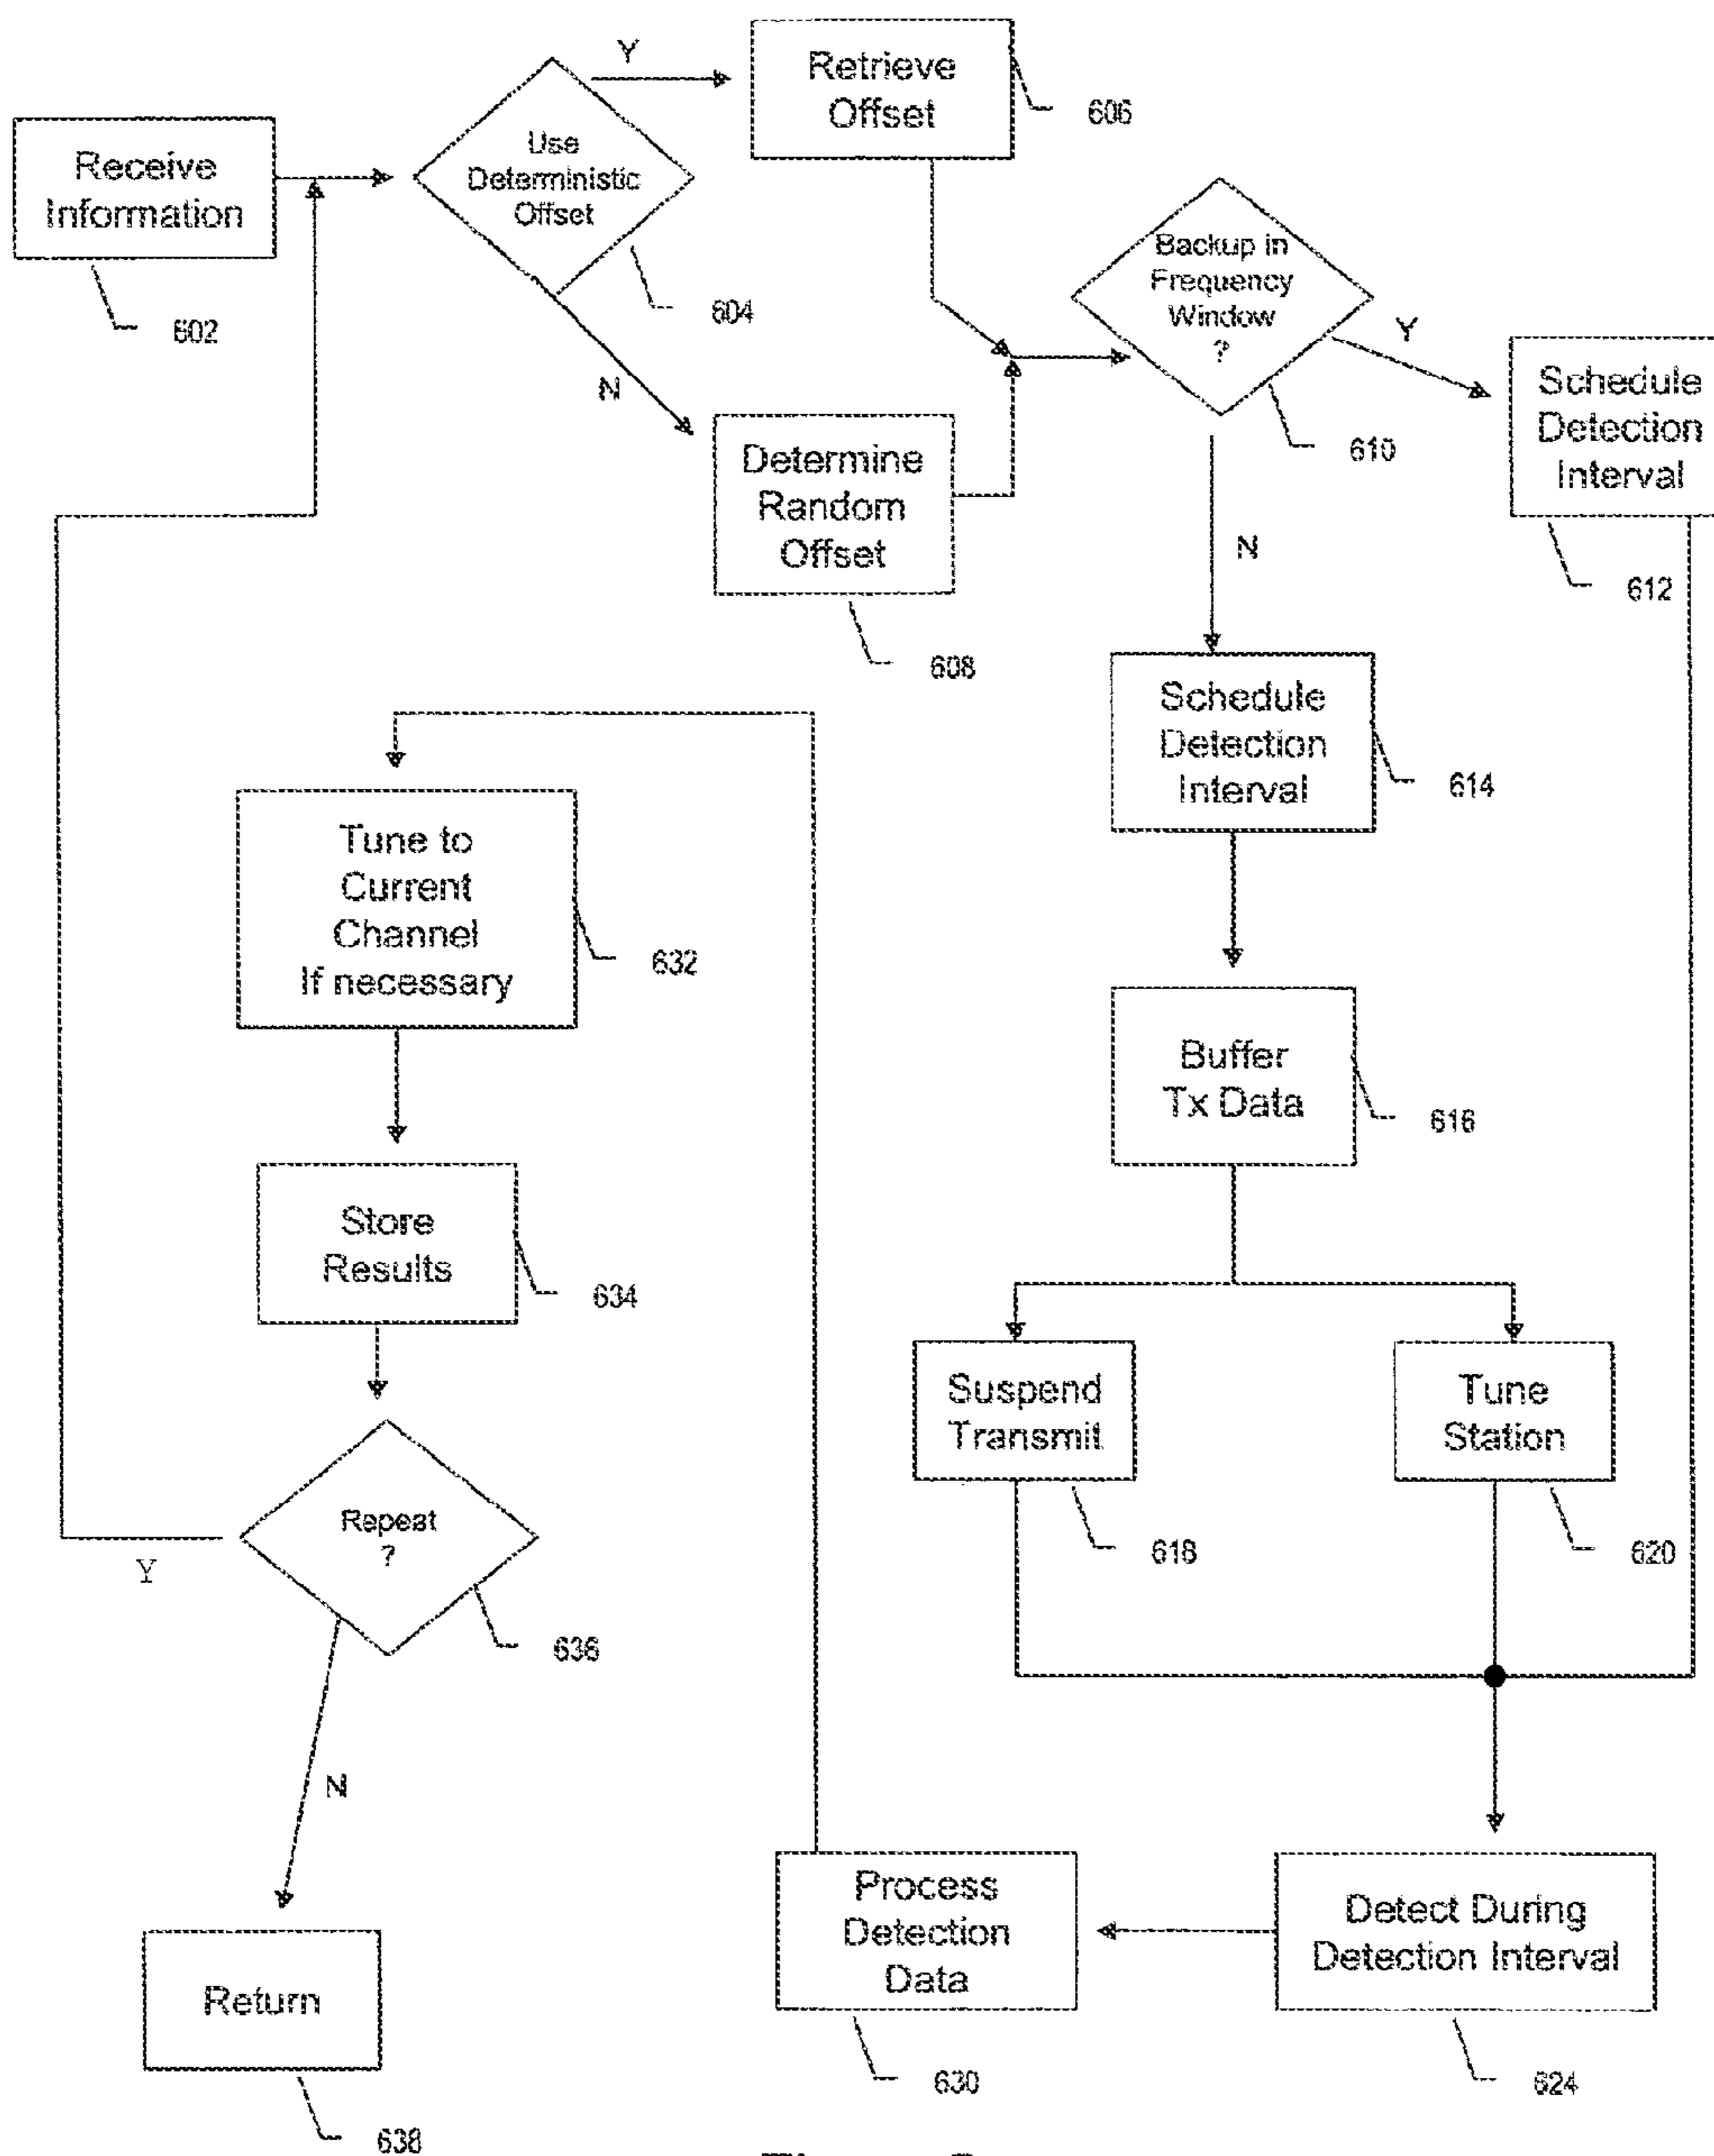 Receive
Information
602
Use
Deterministic
Offset
604
Y
N
Retrieve
Offset
606
Determine
Random
Offset
608
Backup in
Frequency
Window
?
610
Y
N
Schedule
Detection
Interval
612
Schedule
Detection
Interval
614
Buffer
Tx Data
616
Suspend
Transmit
618
Tune
Station
620
Detect During
Detection Interval
624
Process
Detection
Data
630
Tune to
Current
Channel
If necessary
632
Store
Results
634
Repeat
?
636
Y
N
Return
638